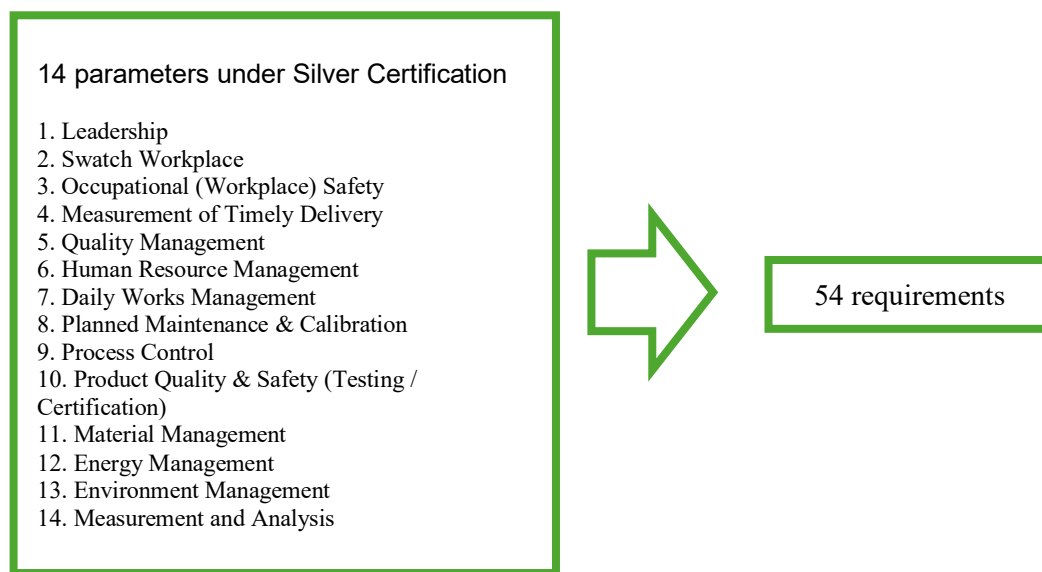 14 parameters under Silver Certification
1. Leadership
2. Swatch Workplace
3. Occupational (Workplace) Safety
4. Measurement of Timely Delivery
5. Quality Management
6. Human Resource Management
7. Daily Works Management
8. Planned Maintenance & Calibration
9. Process Control
10. Product Quality & Safety (Testing /
Certification)
11. Material Management
12. Energy Management
13. Environment Management
14. Measurement and Analysis
54 requirements